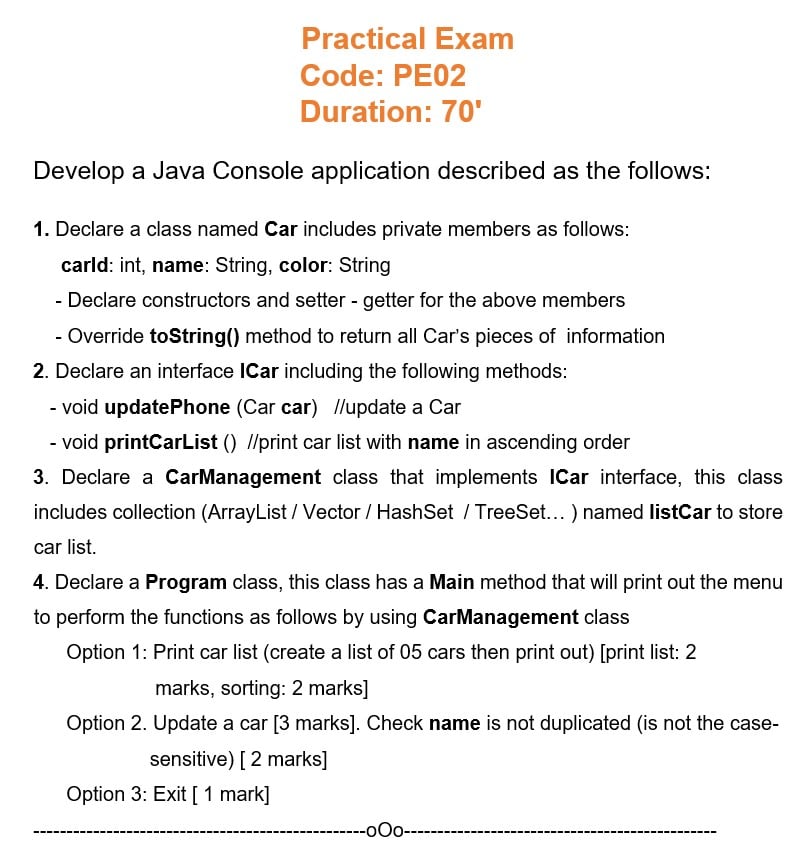 Practical Exam
Code: PE02
Duration: 70'
Develop a Java Console application described as the follows:
1. Declare a class named Car includes private members as follows:
carId: int, name: String, color: String
- Declare constructors and setter - getter for the above members
- Override toString() method to return all Car's pieces of  information
2. Declare an interface ICar including the following methods:
- void updatePhone (Car car)   //update a Car
- void printCarList ()  //print car list with name in ascending order
3. Declare a CarManagement class that implements ICar interface, this class
includes collection (ArrayList / Vector / HashSet  / TreeSet… ) named listCar to store
car list.
4. Declare a Program class, this class has a Main method that will print out the menu
to perform the functions as follows by using CarManagement class
Option 1: Print car list (create a list of 05 cars then print out) [print list: 2
marks, sorting: 2 marks]
Option 2. Update a car [3 marks]. Check name is not duplicated (is not the case-
sensitive) [ 2 marks]
Option 3: Exit [ 1 mark]
--------------------------------------------------oOo-----------------------------------------------